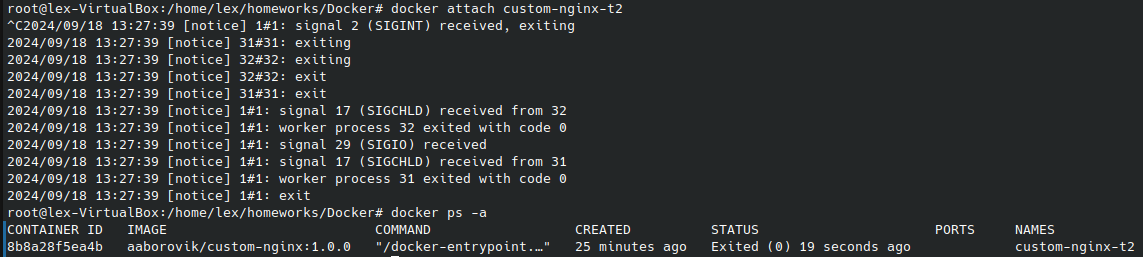 root@lex-VirtualBox:/home/lex/homeworks/Docker# docker attach custom-nginx-t2
^C2024/09/18 13:27:39 [notice] 1#1: signal 2 (SIGINT) received, exiting
2024/09/18 13:27:39 [notice] 31#31: exiting
2024/09/18 13:27:39 [notice] 32#32: exiting
2024/09/18 13:27:39 [notice] 32#32: exit
2024/09/18 13:27:39 [notice] 31#31: exit
2024/09/18 13:27:39 [notice] 1#1: signal 17 (SIGCHLD) received from 32
2024/09/18 13:27:39 [notice] 1#1: worker process 32 exited with code 0
2024/09/18 13:27:39 [notice] 1#1: signal 29 (SIGIO) received
2024/09/18 13:27:39 [notice] 1#1: signal 17 (SIGCHLD) received from 31
2024/09/18 13:27:39 [notice] 1#1: worker process 31 exited with code 0
2024/09/18 13:27:39 [notice] 1#1: exit
root@lex-VirtualBox:/home/lex/homeworks/Docker# docker ps -a
CONTAINER ID   IMAGE                          COMMAND                  CREATED          STATUS                      PORTS     NAMES
8b8a28f5ea4b   aaborovik/custom-nginx:1.0.0   "/docker-entrypoint.…"   25 minutes ago   Exited (0) 19 seconds ago             custom-nginx-t2